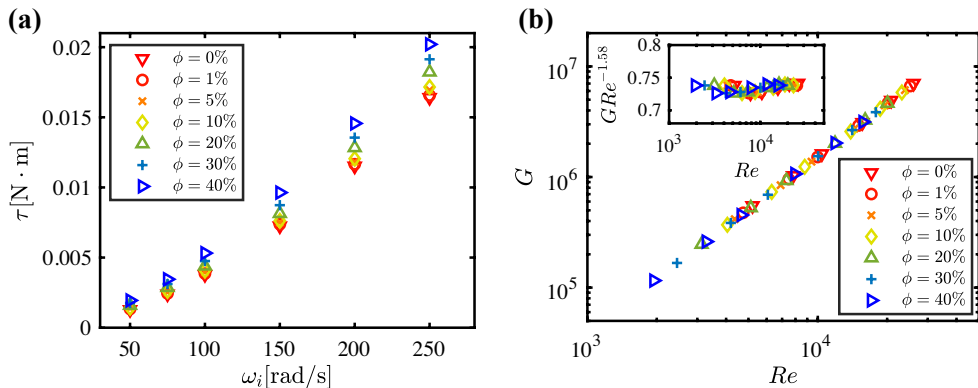 (a)
0.02
0.015
0.01
0.005
0
τ[N · m]
50
100
150
200
250
ω_i[rad/s]
ϕ = 0%
ϕ = 1%
ϕ = 5%
ϕ = 10%
ϕ = 20%
ϕ = 30%
ϕ = 40%
(b)
10^7
10^6
10^5
G
10^3
10^4
Re
0.8
0.75
0.7
GRe^{-1.58}
10^3
10^4
Re
ϕ = 0%
ϕ = 1%
ϕ = 5%
ϕ = 10%
ϕ = 20%
ϕ = 30%
ϕ = 40%